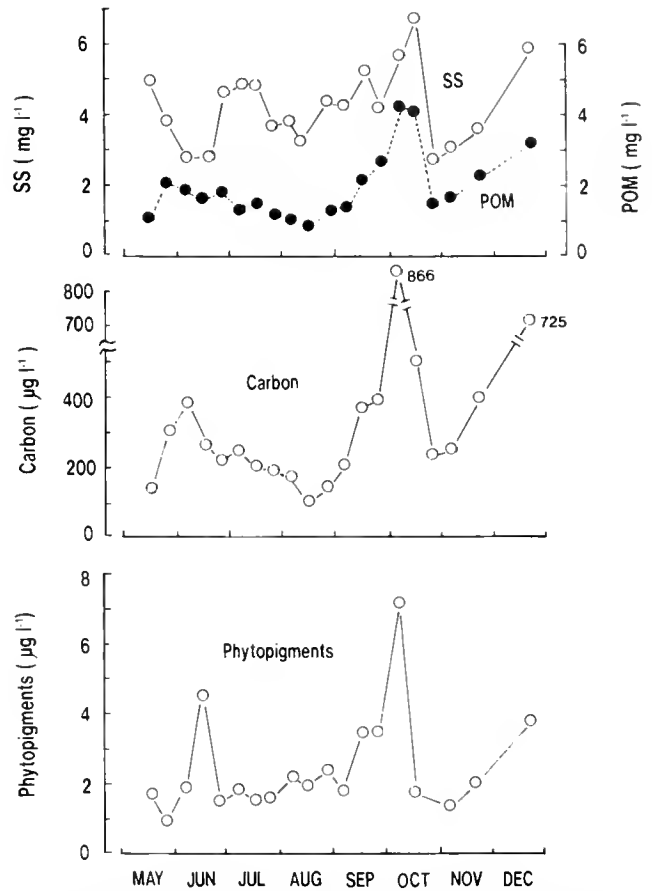 6
4
2
0
SS ( mg l⁻¹ )
SS
POM
6
4
2
0
POM ( mg l⁻¹ )
800
700
400
200
0
Carbon ( µg l⁻¹ )
866
725
Carbon
8
6
4
2
0
Phytopigments ( µg l⁻¹ )
Phytopigments
MAY JUN JUL AUG SEP OCT NOV DEC